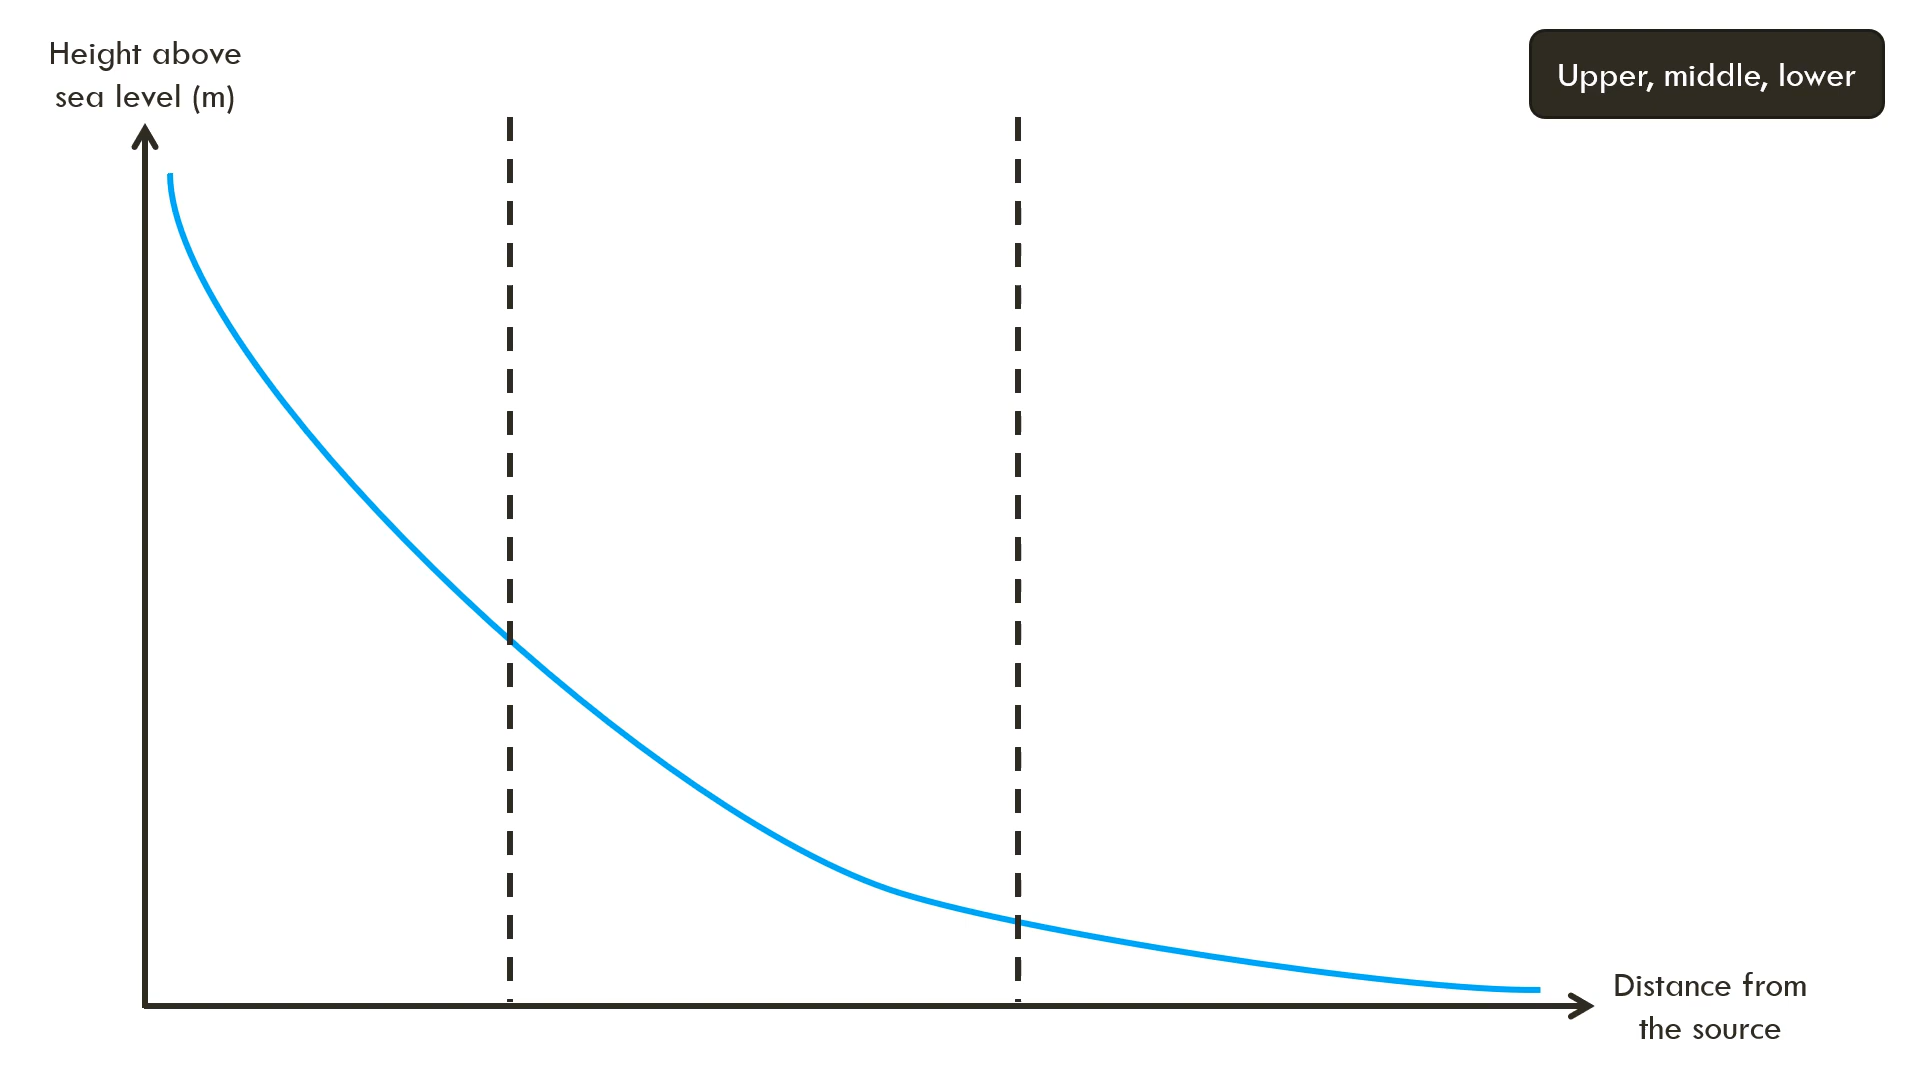 Height above
sea level (m)
Upper, middle, lower
Distance from
the source